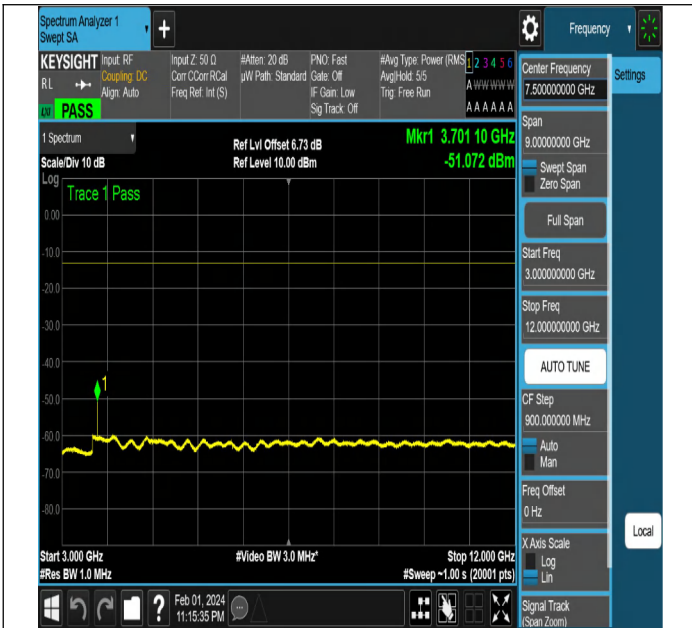 Spectrum Analyzer 1
Swept SA
Frequency
KEYSIGHT
RL
LXI
PASS
Input: RF
Coupling: DC
Align: Auto
Input Z: 50 Ω
Corr CCorr RCal
Freq Ref: Int (S)
#Atten: 20 dB
µW Path: Standard
PNO: Fast
Gate: Off
IF Gain: Low
Sig Track: Off
#Avg Type: Power (RMS
Avg|Hold: 5/5
Trig: Free Run
1 2 3 4 5 6
A W W W W W
A A A A A A
1 Spectrum
Scale/Div 10 dB
Ref Lvl Offset 6.73 dB
Ref Level 10.00 dBm
Mkr1 3.701 10 GHz
-51.072 dBm
Log
Trace 1 Pass
0.00
-10.0
-20.0
-30.0
-40.0
-50.0
-60.0
-70.0
-80.0
1
Start 3.000 GHz
#Res BW 1.0 MHz
#Video BW 3.0 MHz*
Stop 12.000 GHz
#Sweep ~1.00 s (20001 pts)
?
Feb 01, 2024
11:15:35 PM
Center Frequency
7.500000000 GHz
Span
9.00000000 GHz
Swept Span
Zero Span
Full Span
Start Freq
3.000000000 GHz
Stop Freq
12.000000000 GHz
AUTO TUNE
CF Step
900.000000 MHz
Auto
Man
Freq Offset
0 Hz
X Axis Scale
Log
Lin
Signal Track
(Span Zoom)
Settings
Local